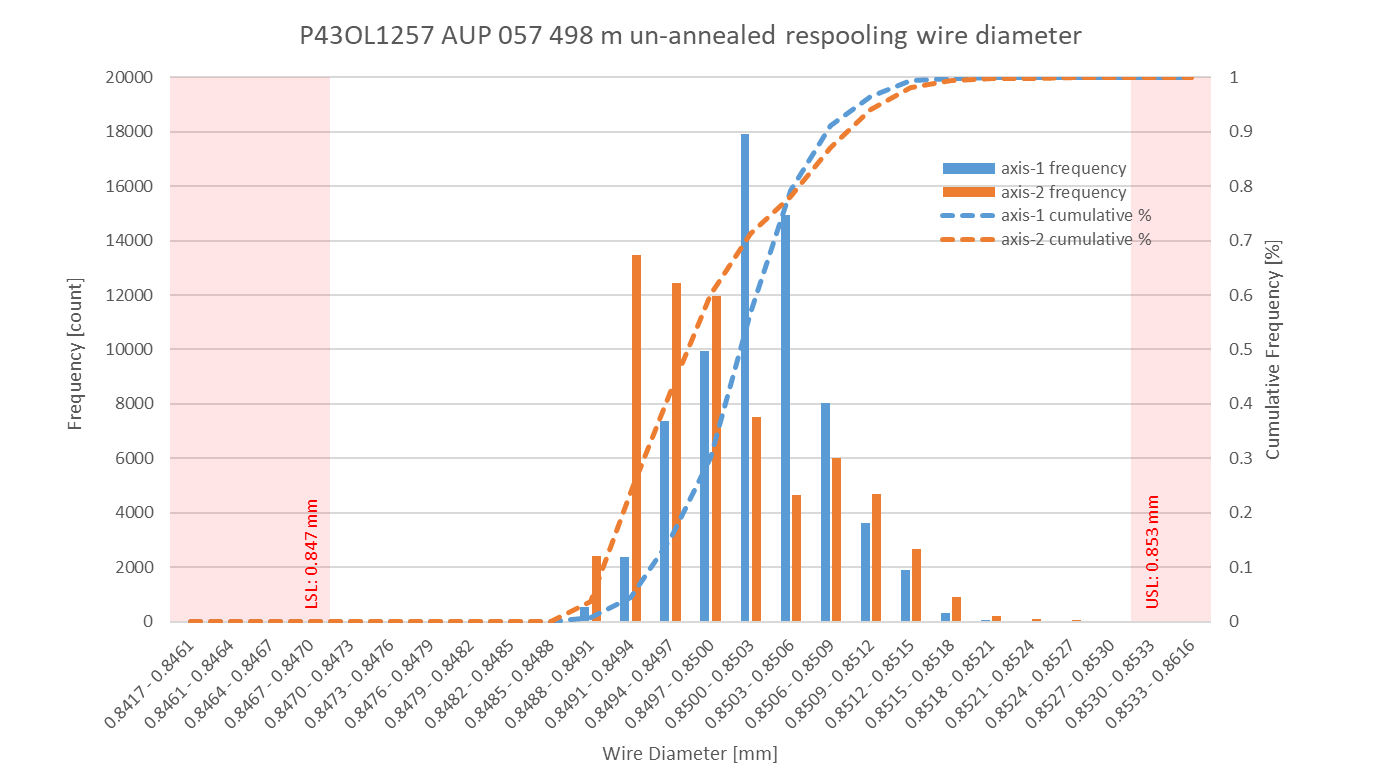 P43OL1257 AUP 057 498 m un-annealed respooling wire diameter
20000
18000
16000
14000
12000
10000
8000
6000
4000
2000
0
Frequency [count]
1
0.9
0.8
0.7
0.6
0.5
0.4
0.3
0.2
0.1
0
Cumulative Frequency [%]
axis-1 frequency
axis-2 frequency
axis-1 cumulative %
axis-2 cumulative %
LSL: 0.847 mm
USL: 0.853 mm
0.8417 - 0.8461
0.8461 - 0.8464
0.8464 - 0.8467
0.8467 - 0.8470
0.8470 - 0.8473
0.8473 - 0.8476
0.8476 - 0.8479
0.8479 - 0.8482
0.8482 - 0.8485
0.8485 - 0.8488
0.8488 - 0.8491
0.8491 - 0.8494
0.8494 - 0.8497
0.8497 - 0.8500
0.8500 - 0.8503
0.8503 - 0.8506
0.8506 - 0.8509
0.8509 - 0.8512
0.8512 - 0.8515
0.8515 - 0.8518
0.8518 - 0.8521
0.8521 - 0.8524
0.8524 - 0.8527
0.8527 - 0.8530
0.8530 - 0.8533
0.8533 - 0.8616
Wire Diameter [mm]